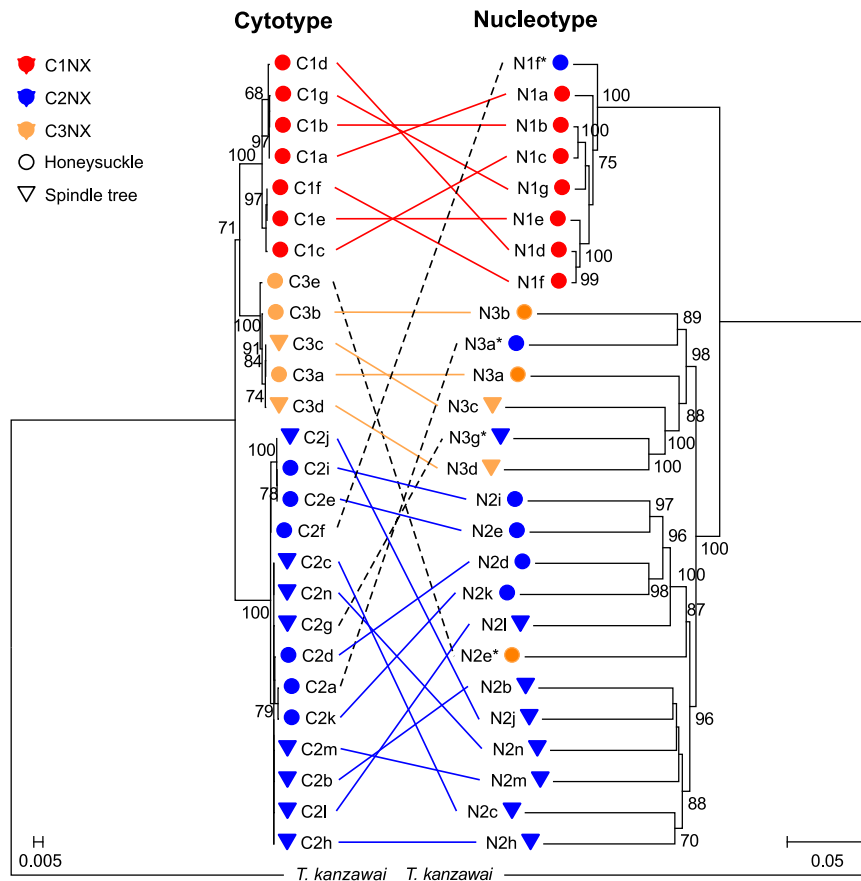 Cytotype Nucleotype
C1NX
C2NX
C3NX
Honeysuckle
Spindle tree
C1d N1f*
C1g N1a
C1b N1b
C1a N1c
C1f N1g
C1e N1e
C1c N1d
C3e N1f
C3b N3b
C3c N3a*
C3a N3a
C3d N3c
C2j N3g*
C2i N3d
C2e N2i
C2f N2e
C2c N2d
C2n N2k
C2g N2l
C2d N2e*
C2a N2b
C2k N2j
C2m N2n
C2b N2m
C2l N2c
C2h N2h
68
97
100
97
71
100
91
84
74
100
78
100
79
100
100
75
100
99
89
98
88
100
100
97
96
100
100
98
87
96
88
70
0.005
T. kanzawai T. kanzawai
0.05